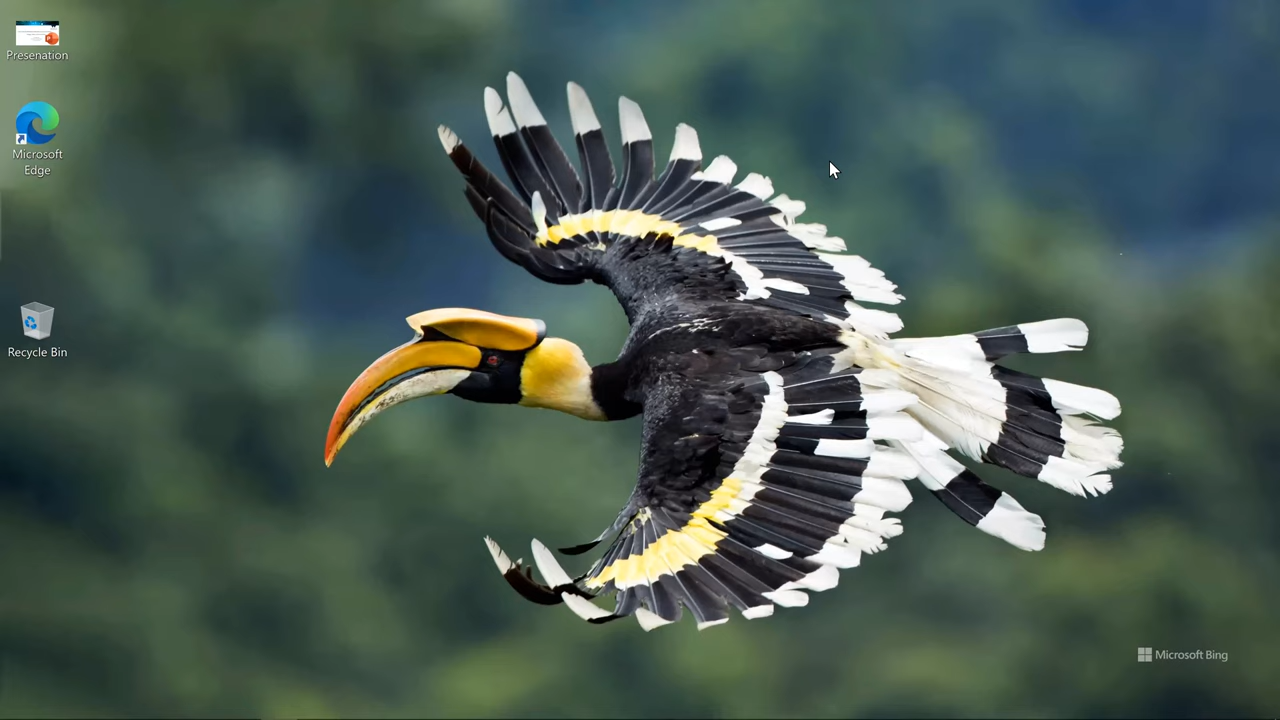 Presenation
Microsoft
Edge
Recycle Bin
Microsoft Bing